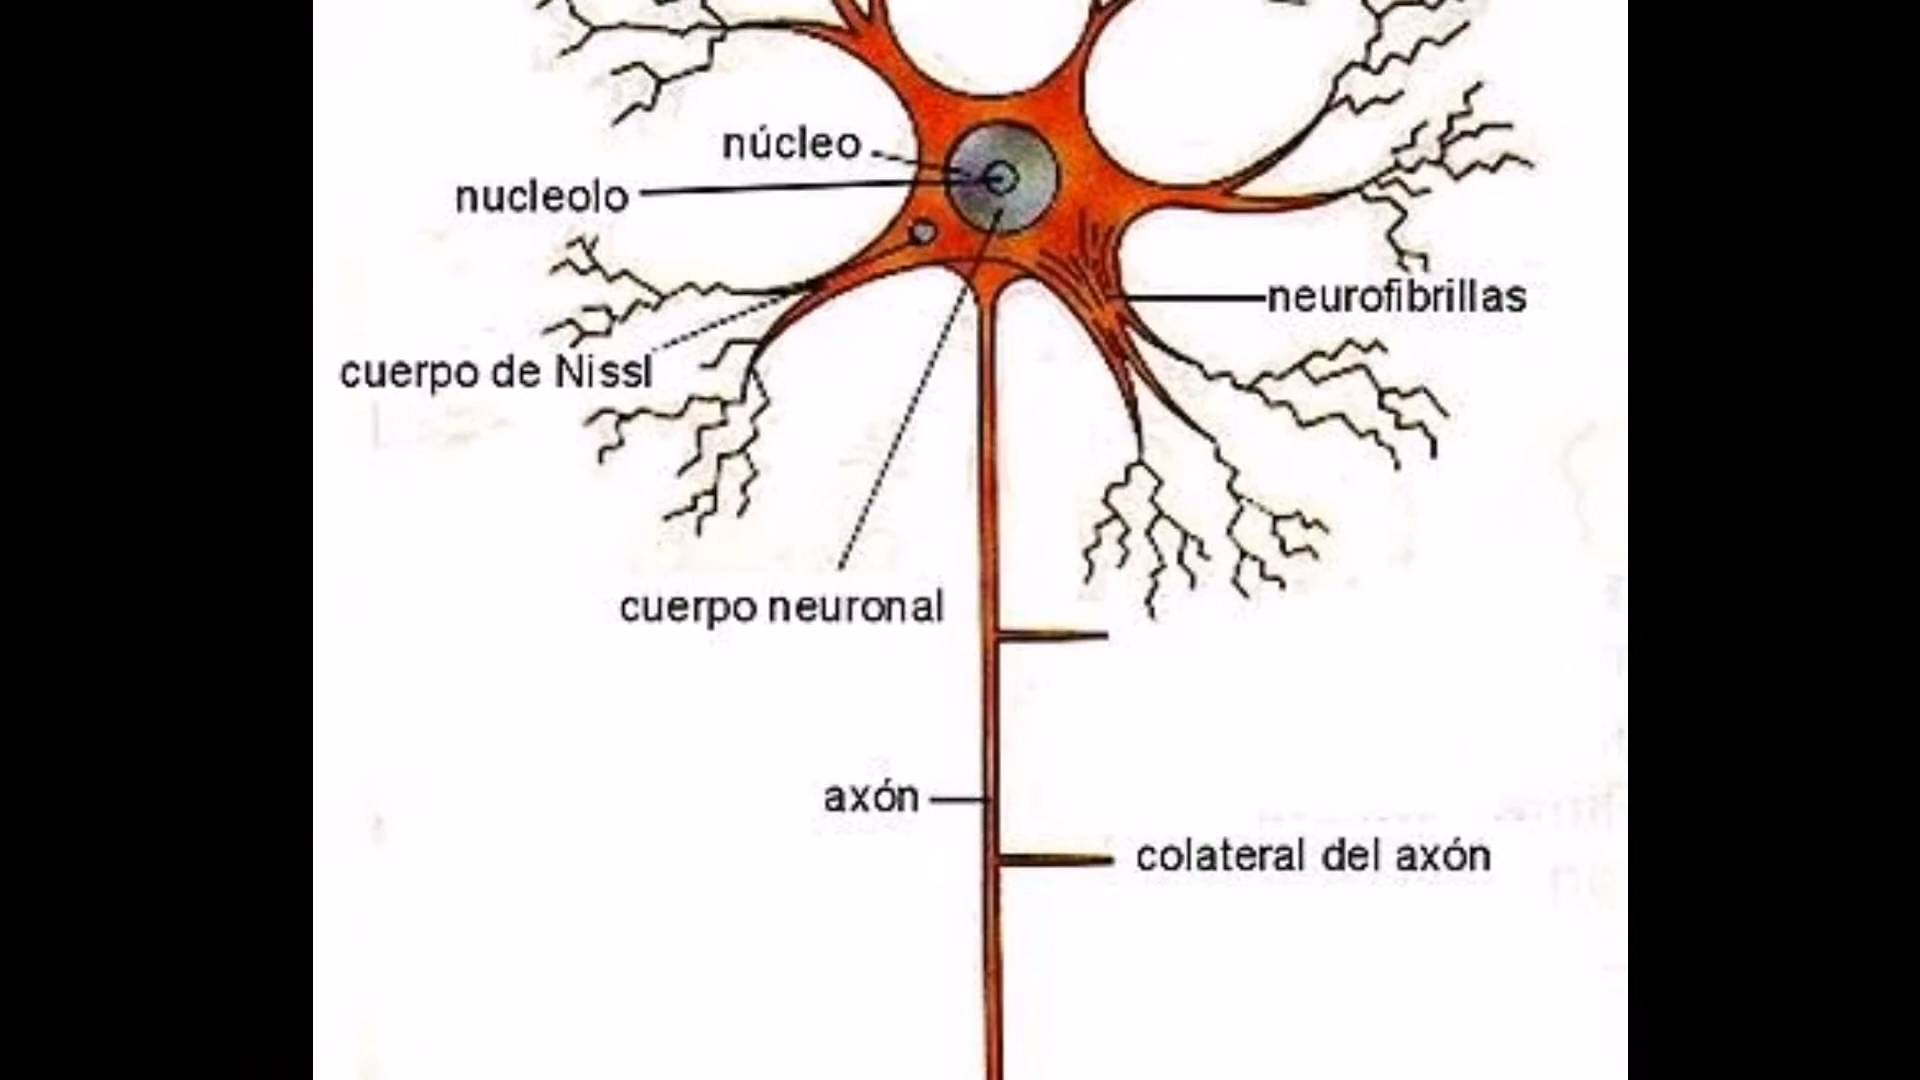 núcleo
nucleolo
neurofibrillas
cuerpo de Nissl
cuerpo neuronal
axón
colateral del axón